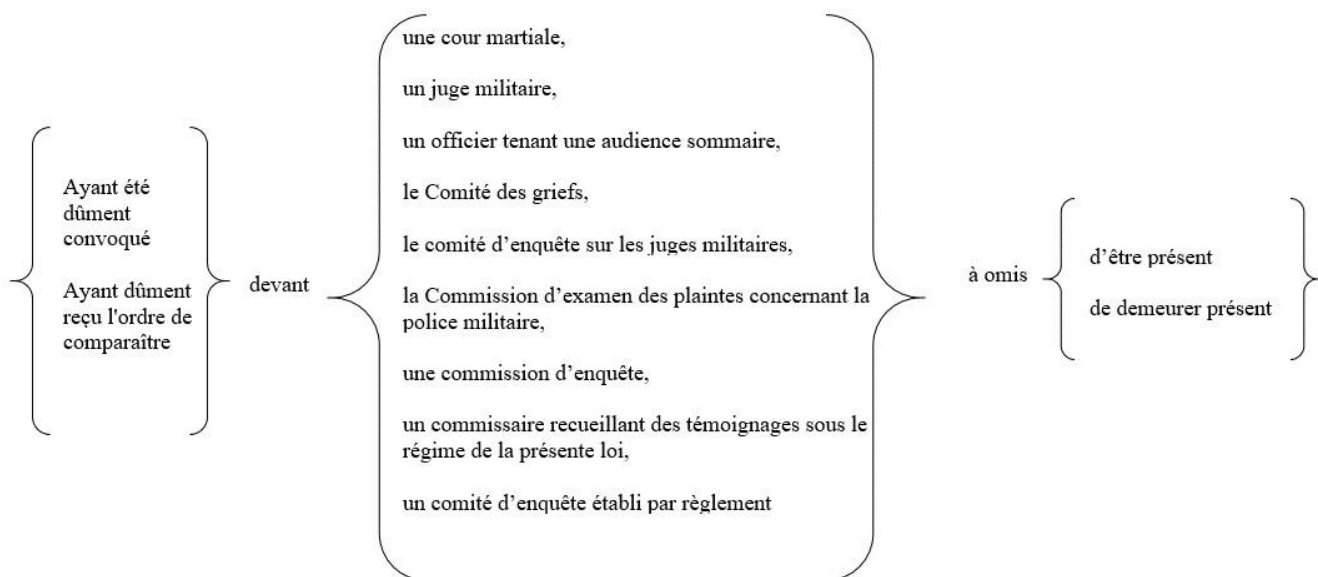 Ayant été
dûment
convoqué
Ayant dûment
reçu l'ordre de
comparaître
devant
une cour martiale,
un juge militaire,
un officier tenant une audience sommaire,
le Comité des griefs,
le comité d’enquête sur les juges militaires,
la Commission d’examen des plaintes concernant la
police militaire,
une commission d’enquête,
un commissaire recueillant des témoignages sous le
régime de la présente loi,
un comité d’enquête établi par règlement
à omis
d’être présent
de demeurer présent